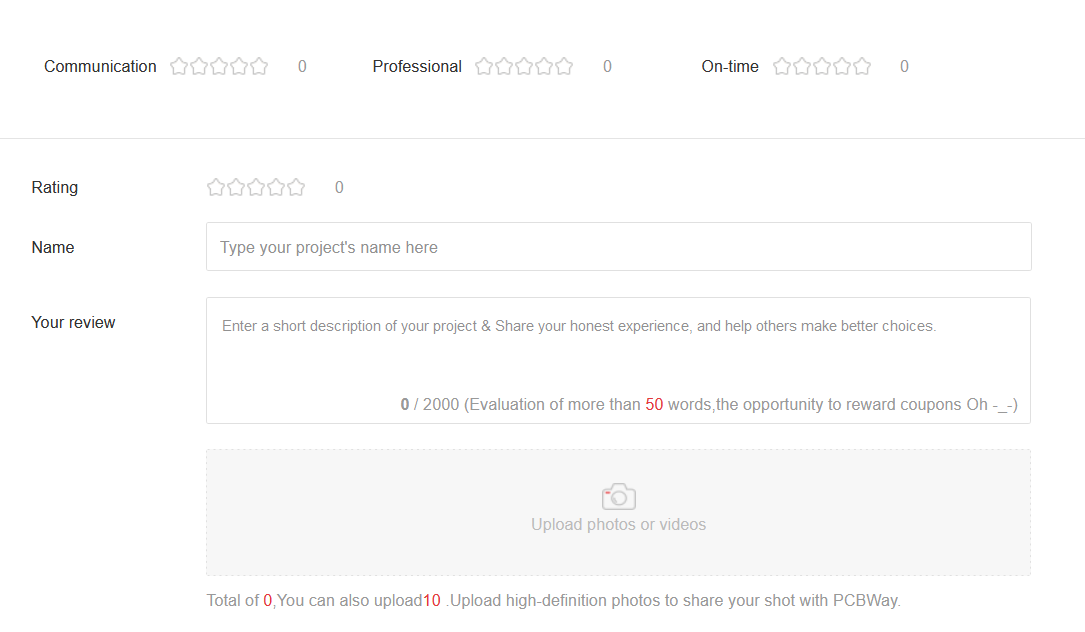 Communication 0 Professional 0 On-time 0
Rating 0
Name Type your project's name here
Your review Enter a short description of your project & Share your honest experience, and help others make better choices.
0 / 2000 (Evaluation of more than 50 words,the opportunity to reward coupons Oh -_-)
Upload photos or videos
Total of 0,You can also upload10 .Upload high-definition photos to share your shot with PCBWay.